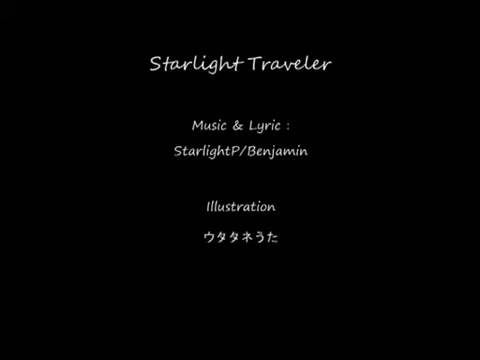 Starlight Traveler
Music & Lyric :
StarlightP/Benjamin
Illustration
ウタタネうた